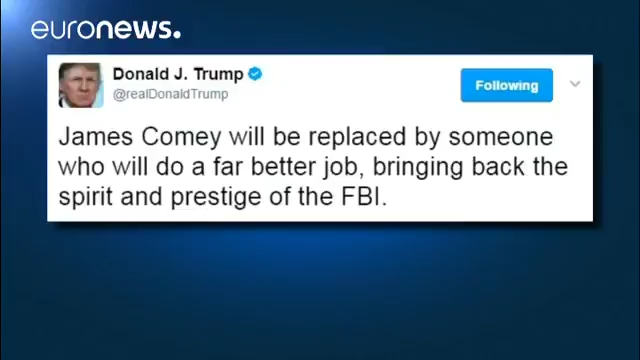 euronews.
Donald J. Trump
@realDonaldTrump
Following
James Comey will be replaced by someone
who will do a far better job, bringing back the
spirit and prestige of the FBI.